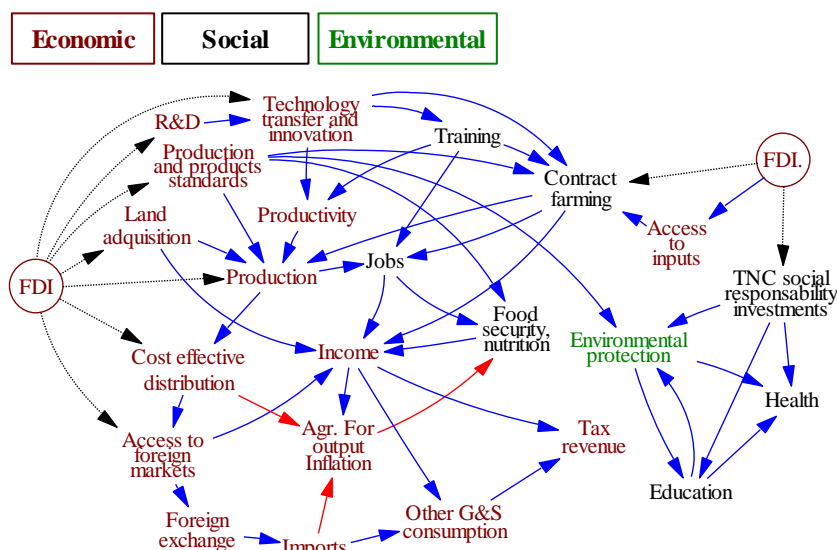 Economic
Social
Environmental
Technology
transfer and
innovation
R&D
Training
Production
and products
standards
Contract
farming
FDI.
Land
adquisition
Productivity
Access
to
inputs
FDI
Production
Jobs
TNC social
responsability
investments
Food
security,
nutrition
Environmental
protection
Cost effective
distribution
Income
Health
Access to
foreign
markets
Agr. For
output
Inflation
Tax
revenue
Education
Foreign
exchange
Imports
Other G&S
consumption